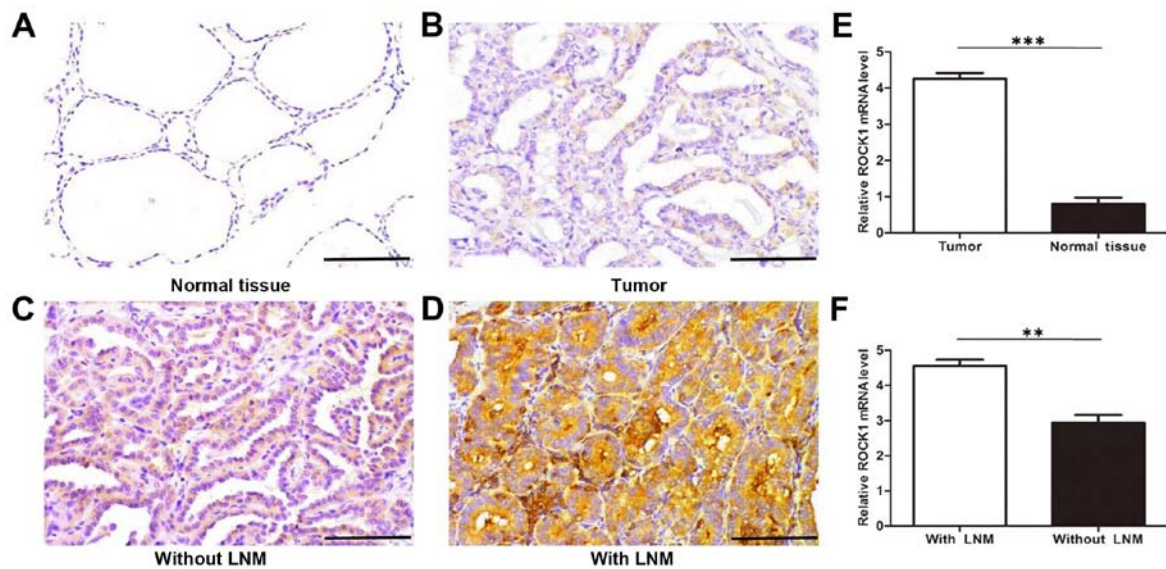 A
Normal tissue
B
Tumor
C
Without LNM
D
With LNM
E
***
Relative ROCK1 mRNA level
5
4
3
2
1
0
Tumor
Normal tissue
F
**
Relative ROCK1 mRNA level
5
4
3
2
1
0
With LNM
Without LNM